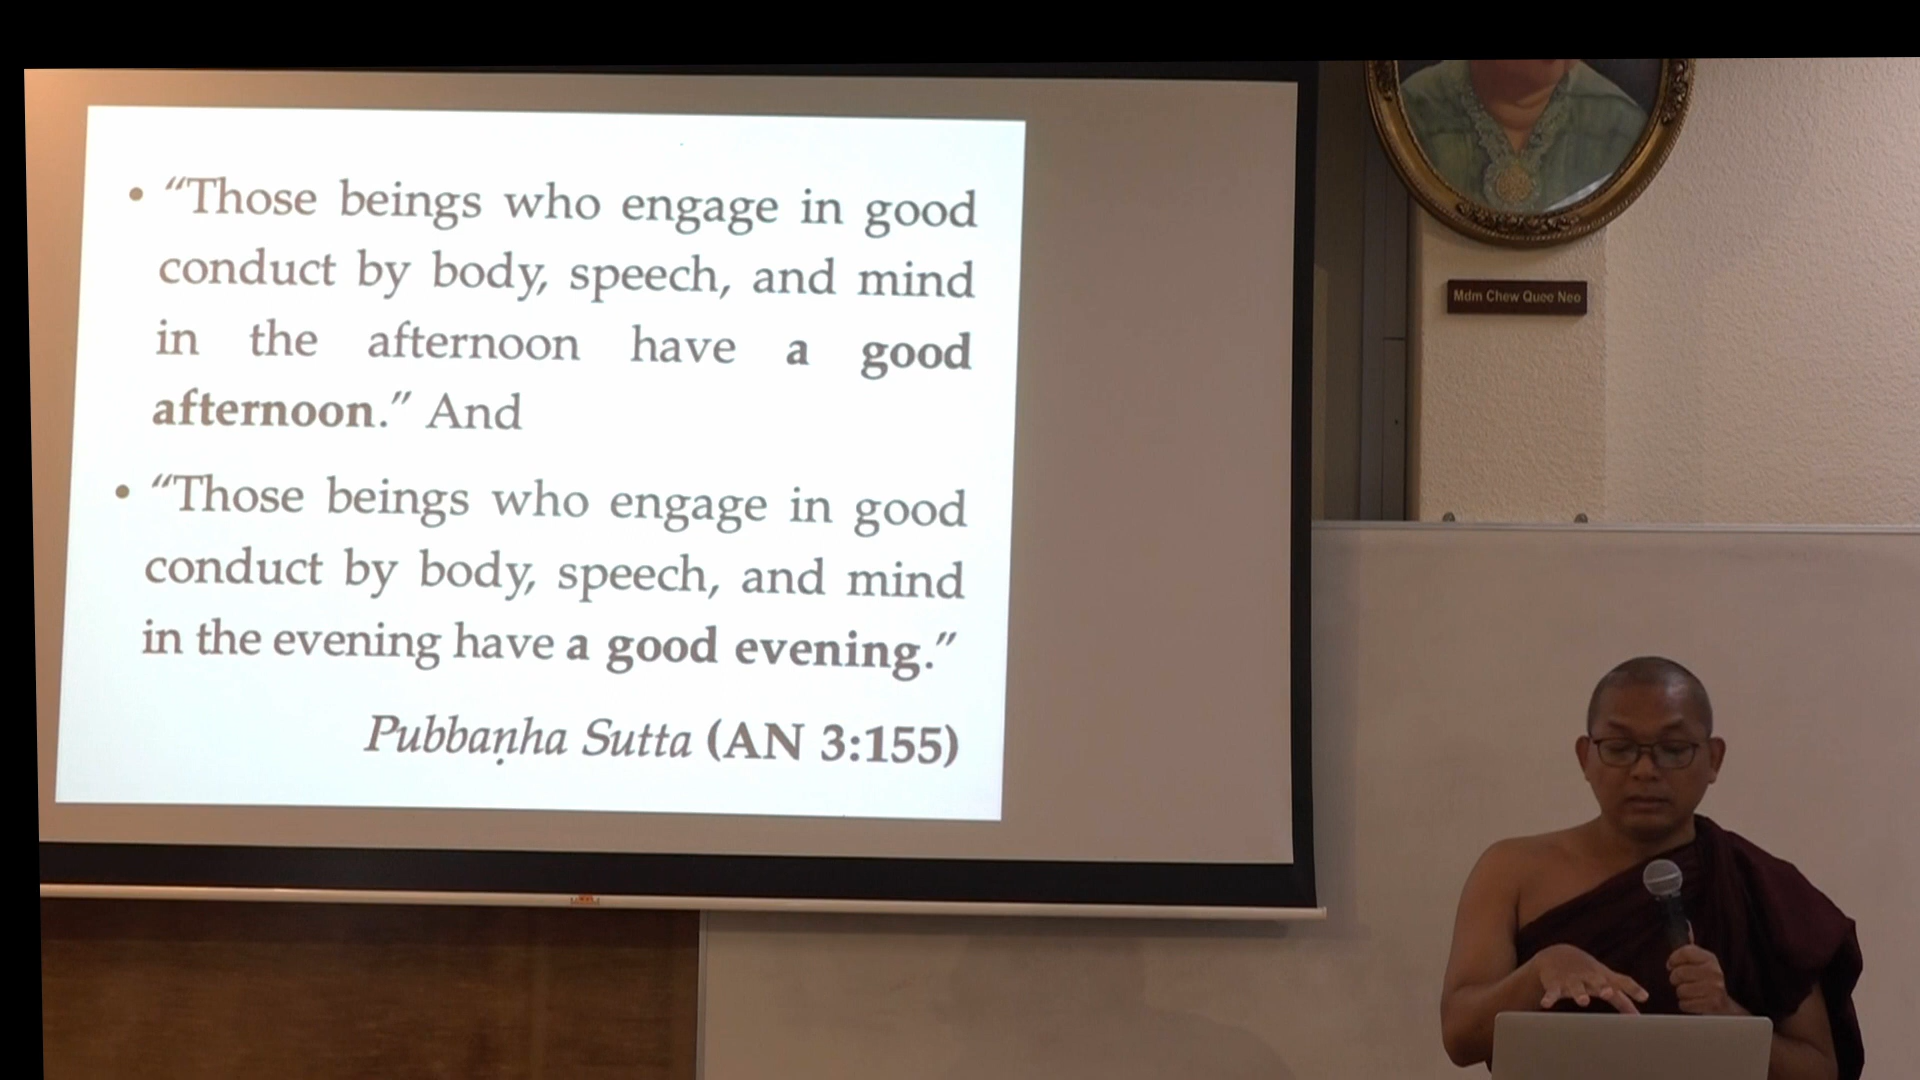 • “Those beings who engage in good
conduct by body, speech, and mind
in the afternoon have a good
afternoon.” And
• “Those beings who engage in good
conduct by body, speech, and mind
in the evening have a good evening.”
Pubbaṇha Sutta (AN 3:155)
Mdm Chew Quee Neo